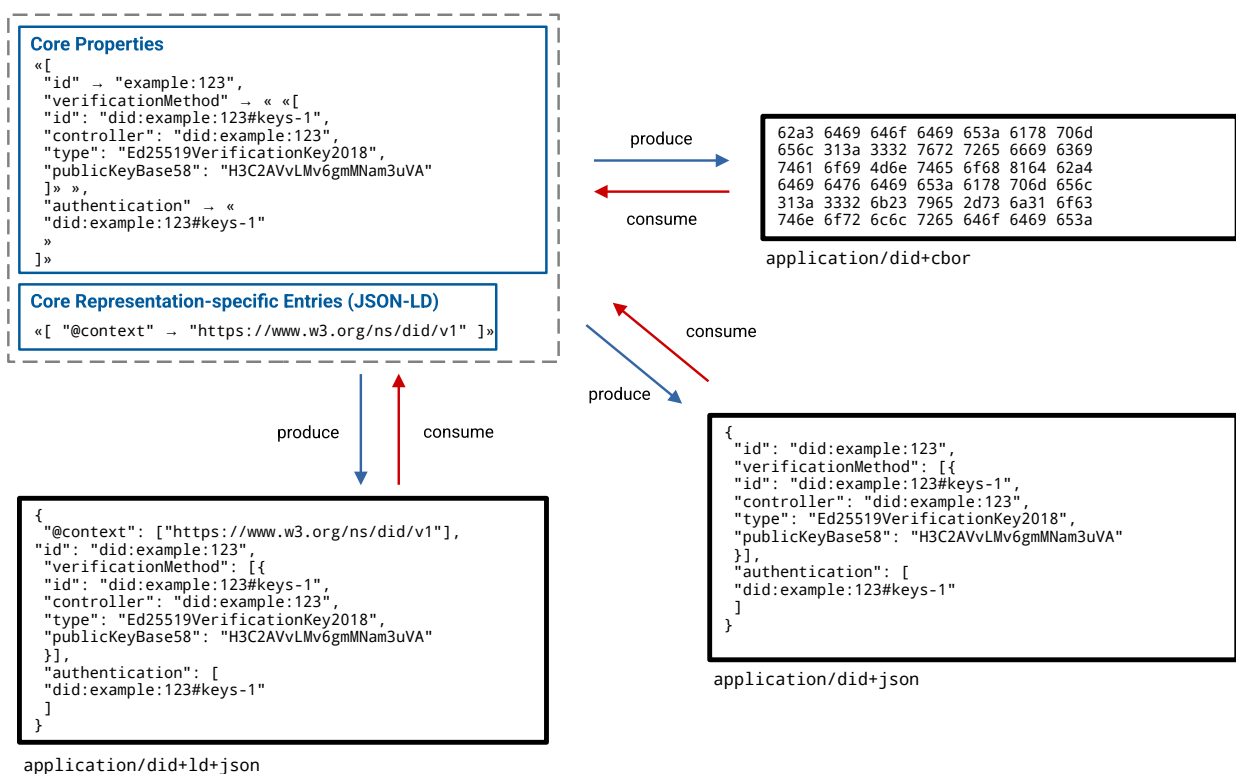 Core Properties
«[
"id" → "example:123",
"verificationMethod" → « «[
"id": "did:example:123#keys-1",
"controller": "did:example:123",
"type": "Ed25519VerificationKey2018",
"publicKeyBase58": "H3C2AVvLMv6gmMNam3uVA"
]» »,
"authentication" → «
"did:example:123#keys-1"
»
]»
Core Representation-specific Entries (JSON-LD)
«[ "@context" → "https://www.w3.org/ns/did/v1" ]»
produce
consume
62a3 6469 646f 6469 653a 6178 706d
656c 313a 3332 7672 7265 6669 6369
7461 6f69 4d6e 7465 6f68 8164 62a4
6469 6476 6469 653a 6178 706d 656c
313a 3332 6b23 7965 2d73 6a31 6f63
746e 6f72 6c6c 7265 646f 6469 653a
application/did+cbor
consume
produce
{
"id": "did:example:123",
"verificationMethod": [{
"id": "did:example:123#keys-1",
"controller": "did:example:123",
"type": "Ed25519VerificationKey2018",
"publicKeyBase58": "H3C2AVvLMv6gmMNam3uVA"
}],
"authentication": [
"did:example:123#keys-1"
]
}
application/did+json
produce
consume
{
"@context": ["https://www.w3.org/ns/did/v1"],
"id": "did:example:123",
"verificationMethod": [{
"id": "did:example:123#keys-1",
"controller": "did:example:123",
"type": "Ed25519VerificationKey2018",
"publicKeyBase58": "H3C2AVvLMv6gmMNam3uVA"
}],
"authentication": [
"did:example:123#keys-1"
]
}
application/did+ld+json